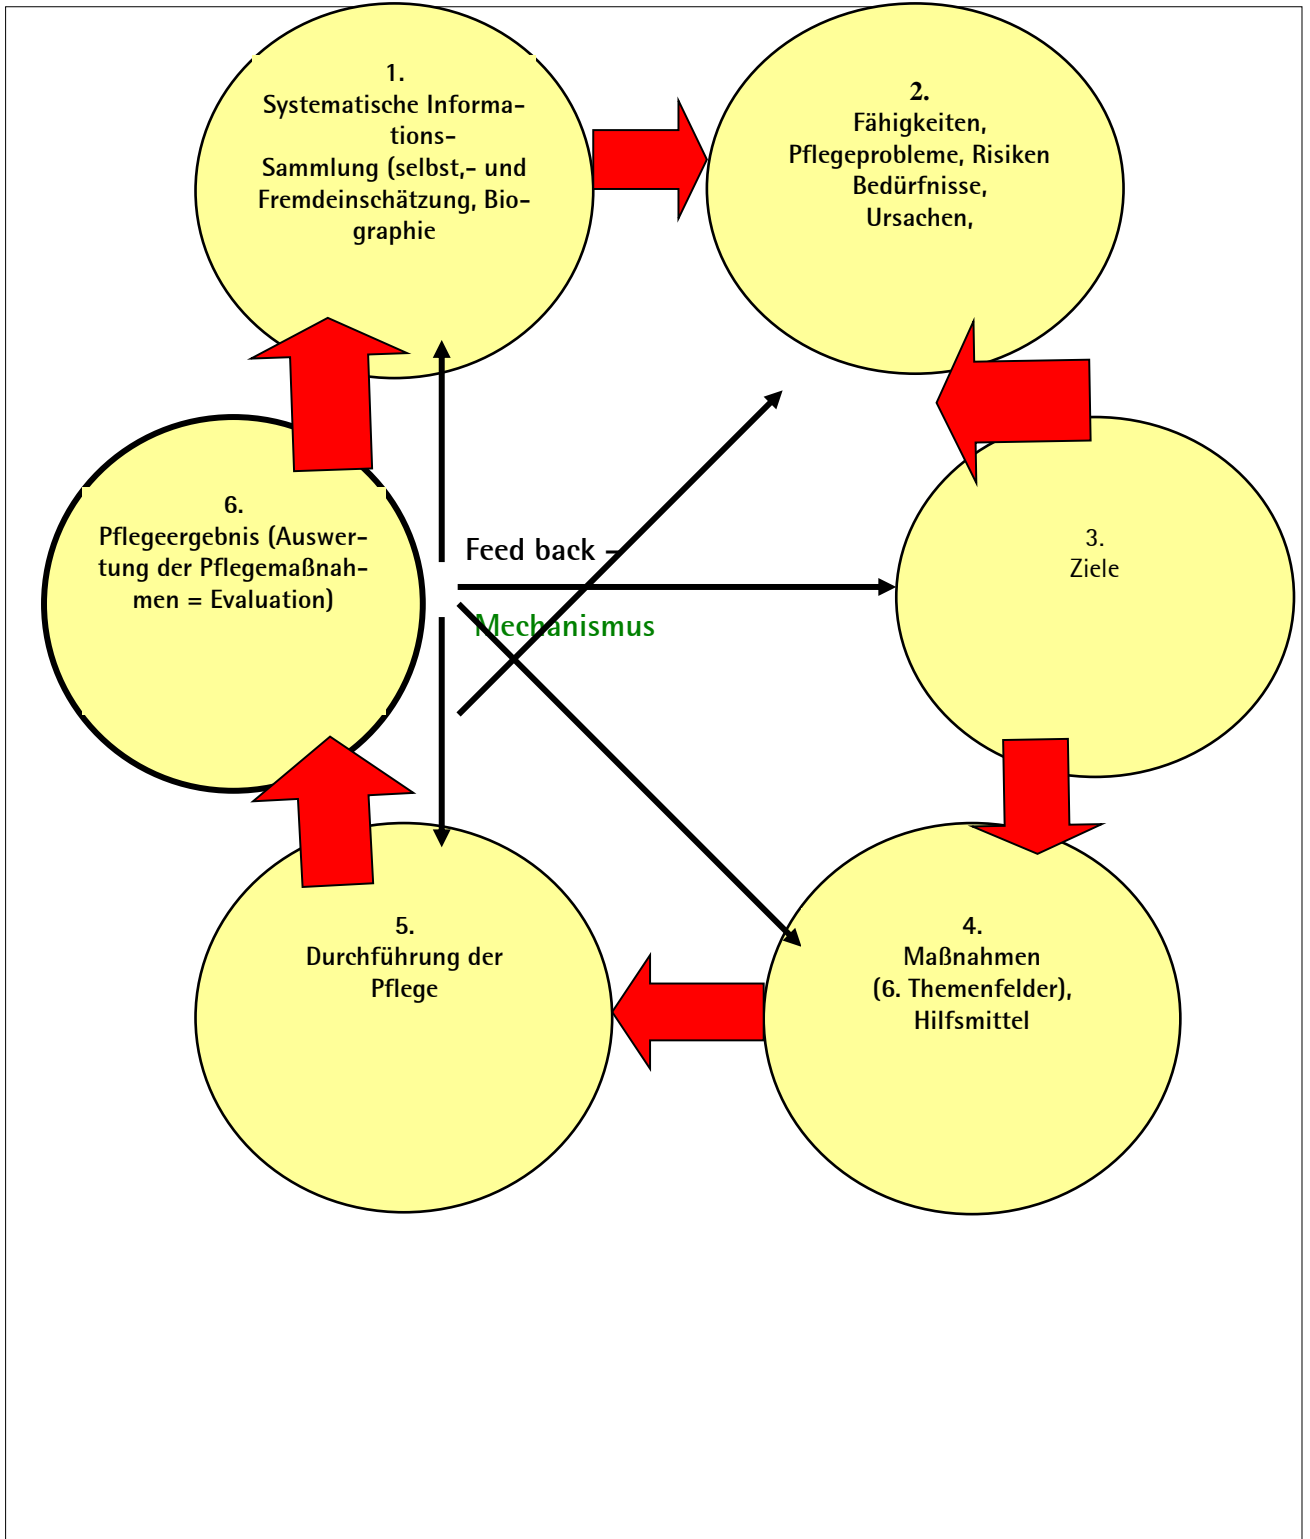 1.
Systematische Informa-
tions-
Sammlung (selbst,- und
Fremdeinschätzung, Bio-
graphie
2.
Fähigkeiten,
Pflegeprobleme, Risiken
Bedürfnisse,
Ursachen,
6.
Pflegeergebnis (Auswer-
tung der Pflegemaßnah-
men = Evaluation)
Feed back -
Mechanismus
3.
Ziele
5.
Durchführung der
Pflege
4.
Maßnahmen
(6. Themenfelder),
Hilfsmittel